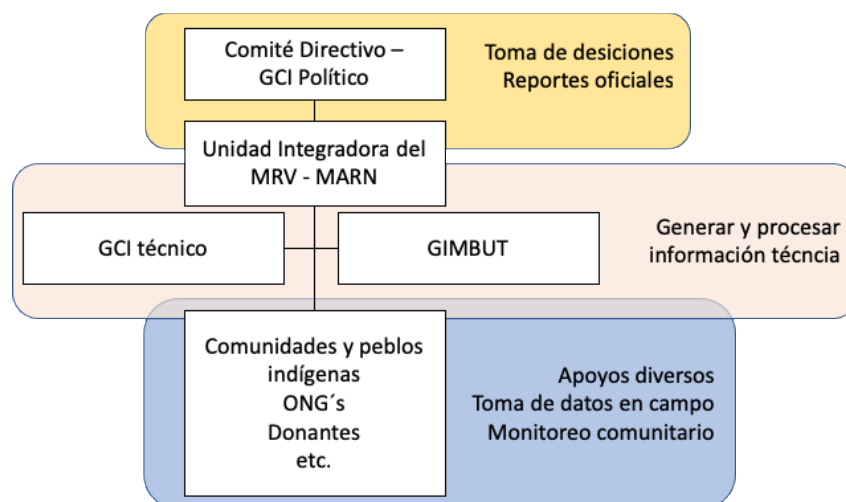 Comité Directivo –
GCI Político
Toma de desiciones
Reportes oficiales
Unidad Integradora del
MRV - MARN
GCI técnico
GIMBUT
Generar y procesar
información técncia
Comunidades y peblos
indígenas
ONG´s
Donantes
etc.
Apoyos diversos
Toma de datos en campo
Monitoreo comunitario